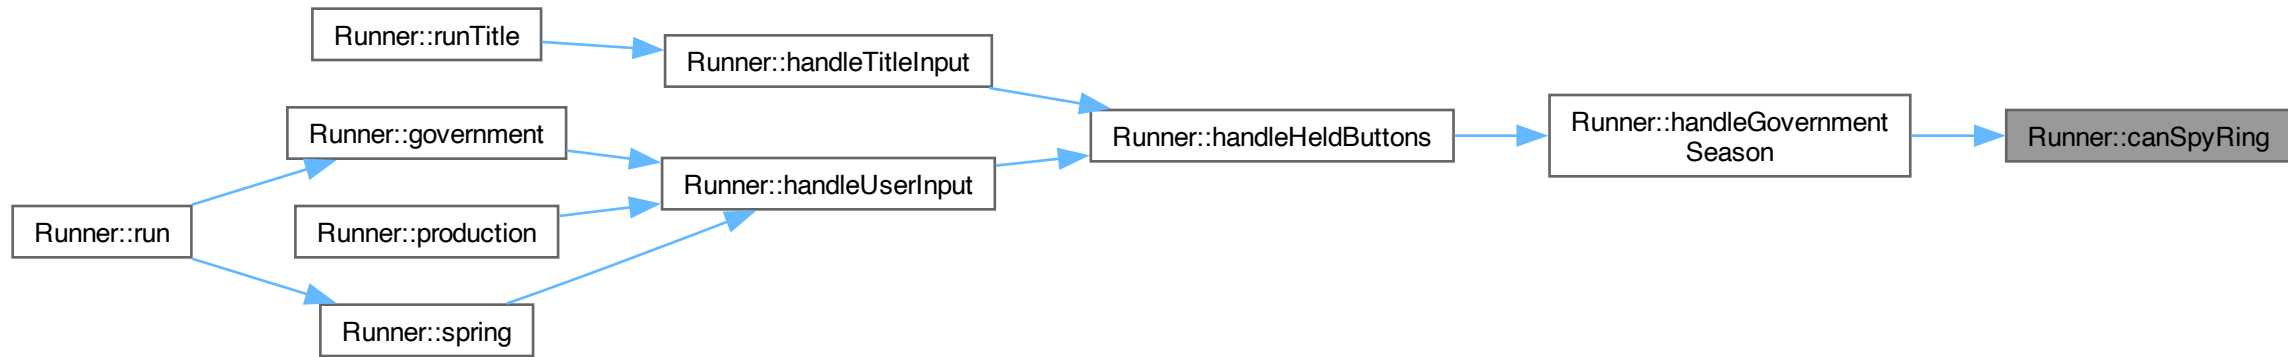 Runner::runTitle
Runner::handleTitleInput
Runner::government
Runner::handleHeldButtons
Runner::handleGovernment
Season
Runner::canSpyRing
Runner::handleUserInput
Runner::run
Runner::production
Runner::spring